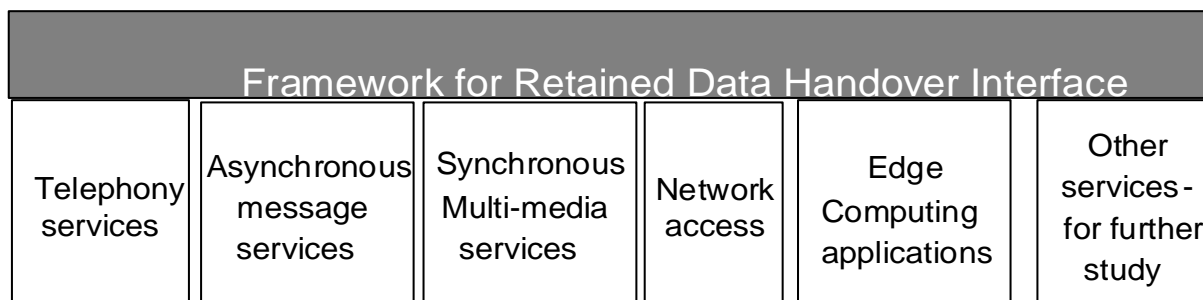 Framework for Retained Data Handover Interface
Telephony
services
Asynchronous
message
services
Synchronous
Multi-media
services
Network
access
Edge
Computing
applications
Other
services-
for further
study